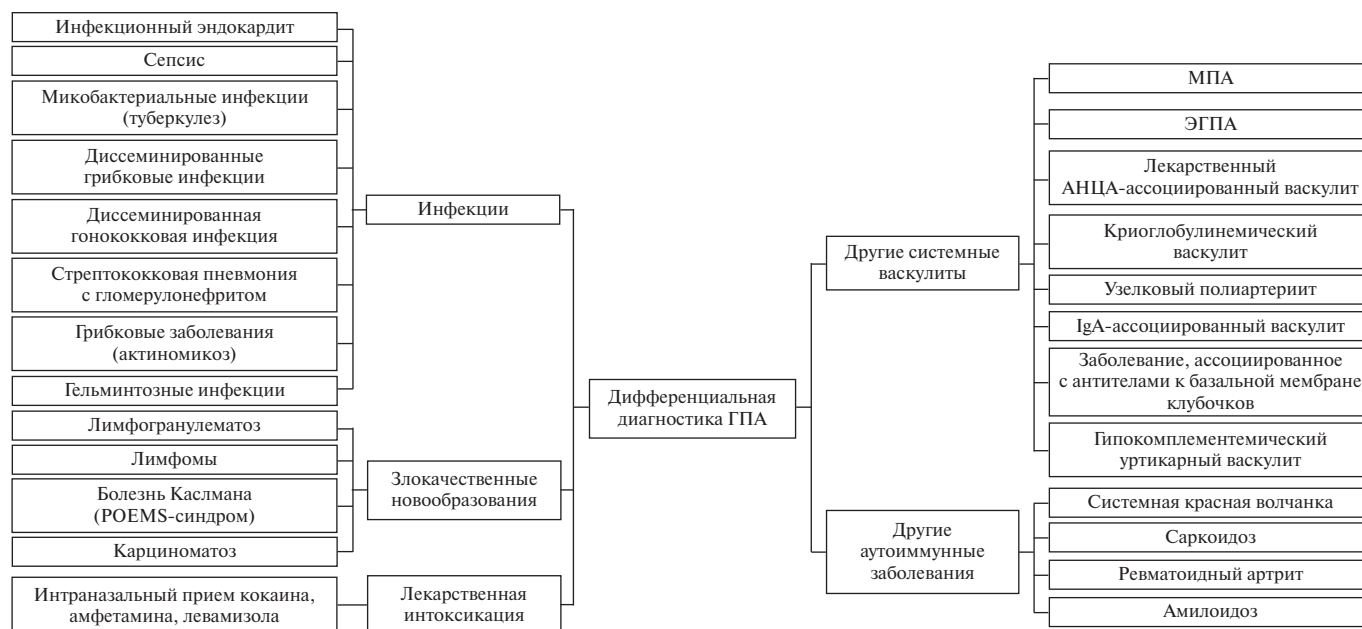 Инфекционный эндокардит
Сепсис
Микобактериальные инфекции
(туберкулез)
Диссеминированные
грибковые инфекции
Диссеминированная
гонококковая инфекция
Стрептококковая пневмония
с гломерулонефритом
Грибковые заболевания
(актиномикоз)
Гельминтозные инфекции
Инфекции
Лимфогранулематоз
Лимфомы
Болезнь Каслмана
(POEMS-синдром)
Карциноматоз
Злокачественные
новообразования
Интраназальный прием кокаина,
амфетамина, левамизола
Лекарственная
интоксикация
Дифференциальная
диагностика ГПА
Другие системные
васкулиты
МПА
ЭГПА
Лекарственный
АНЦА-ассоциированный васкулит
Криоглобулинемический
васкулит
Узелковый полиартериит
IgA-ассоциированный васкулит
Заболевание, ассоциированное
с антителами к базальной мембране
клубочков
Гипокомплементемический
уртикарный васкулит
Другие
аутоиммунные
заболевания
Системная красная волчанка
Саркоидоз
Ревматоидный артрит
Амилоидоз